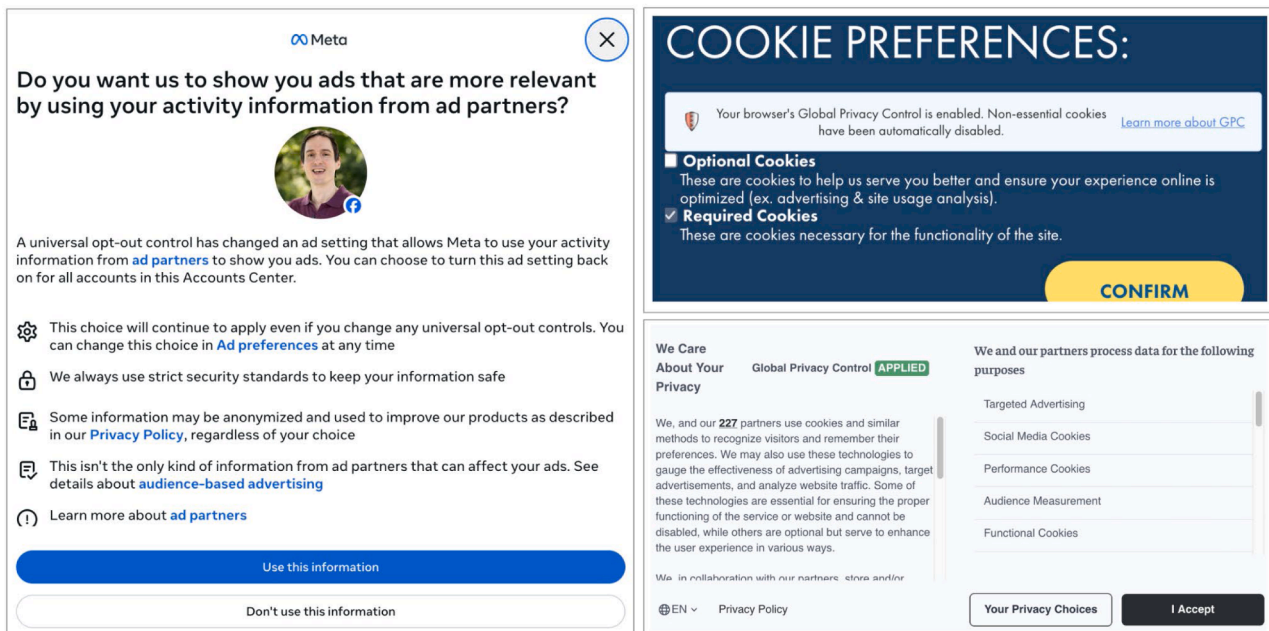 Meta
Do you want us to show you ads that are more relevant
by using your activity information from ad partners?
A universal opt-out control has changed an ad setting that allows Meta to use your activity
information from ad partners to show you ads. You can choose to turn this ad setting back
on for all accounts in this Accounts Center.
This choice will continue to apply even if you change any universal opt-out controls. You
can change this choice in Ad preferences at any time
We always use strict security standards to keep your information safe
Some information may be anonymized and used to improve our products as described
in our Privacy Policy, regardless of your choice
This isn't the only kind of information from ad partners that can affect your ads. See
details about audience-based advertising
Learn more about ad partners
Use this information
Don't use this information
COOKIE PREFERENCES:
Your browser's Global Privacy Control is enabled. Non-essential cookies
have been automatically disabled.
Learn more about GPC
Optional Cookies
These are cookies to help us serve you better and ensure your experience online is
optimized (ex. advertising & site usage
analysis).
Required Cookies
These are cookies necessary for the functionality of the site.
CONFIRM
We Care
About Your
Privacy
Global Privacy Control APPLIED
We, and our 227 partners use cookies and similar
methods to recognize visitors and remember their
preferences. We may also use these technologies to
gauge the effectiveness of advertising campaigns, target
advertisements, and analyze website traffic. Some of
these technologies are essential for ensuring the proper
functioning of the service or website and cannot be
disabled, while others are optional but serve to enhance
the user experience in various ways.
We, in collaboration with our partners, store and/or
We and our partners process data for the following
purposes
Targeted Advertising
Social Media Cookies
Performance Cookies
Audience Measurement
Functional Cookies
EN
Privacy Policy
Your Privacy Choices
I Accept